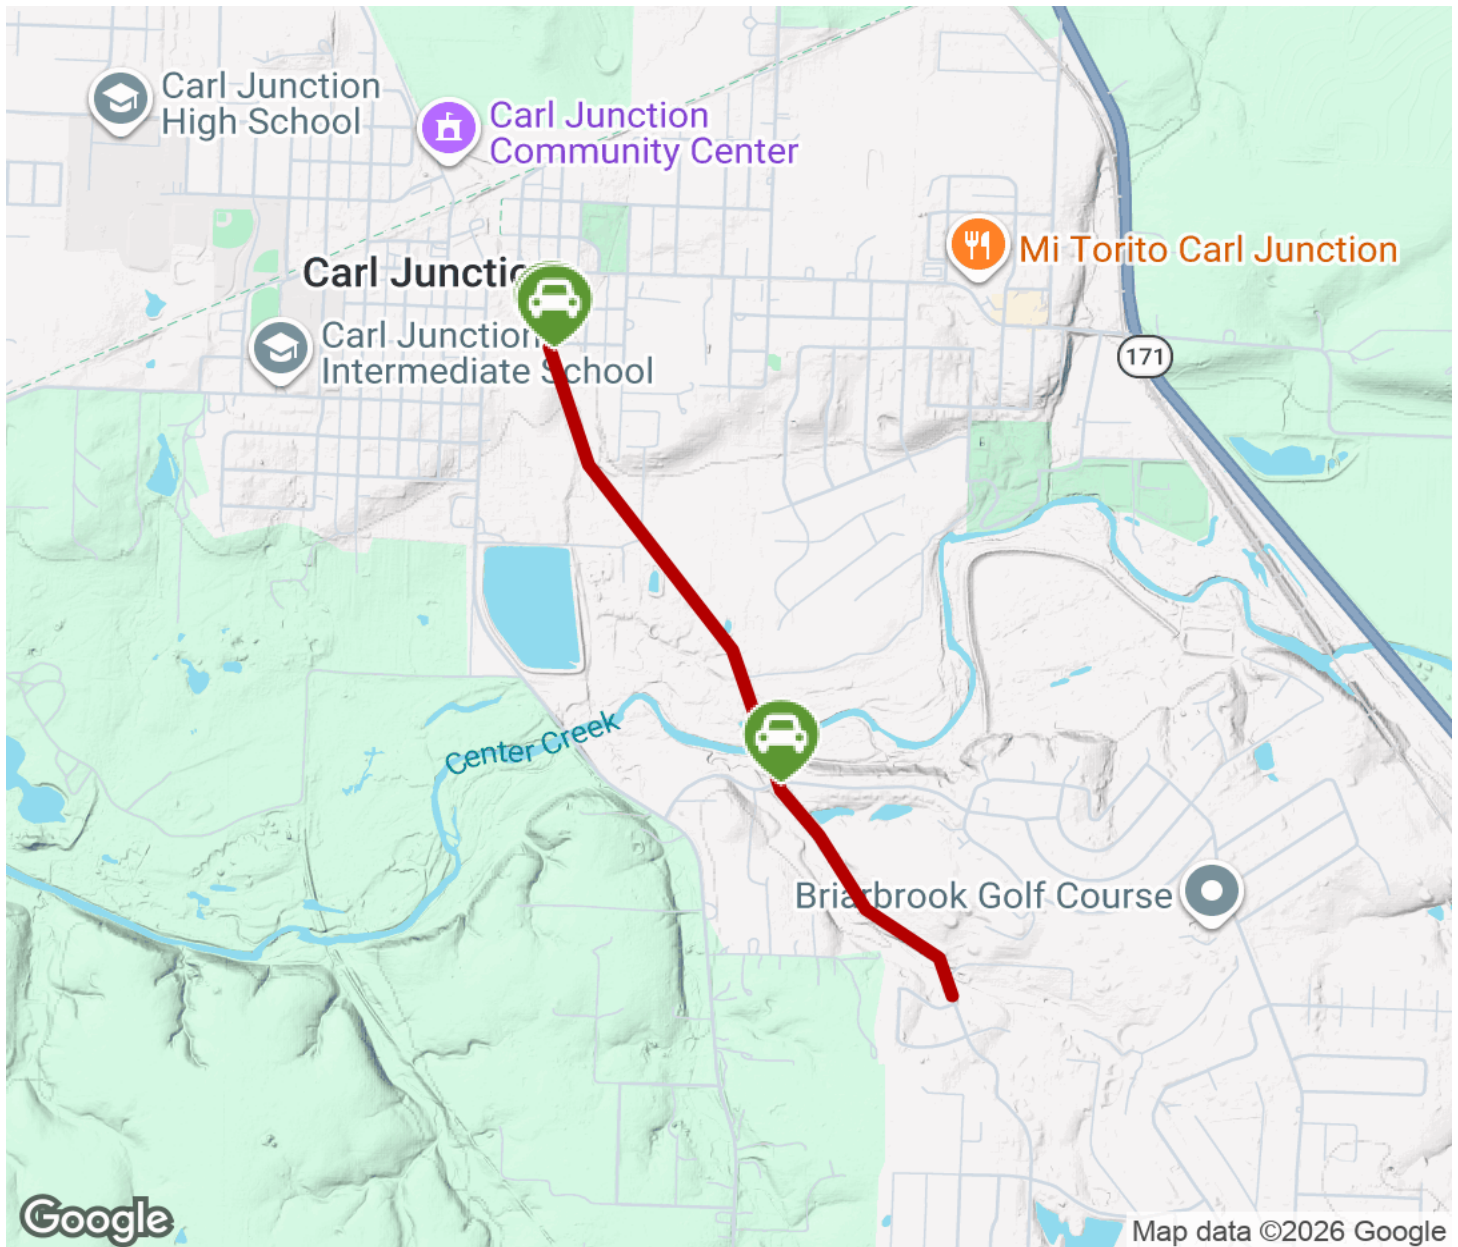 Carl Junction
High School
Carl Junction
Community Center
Mi Torito Carl Junction
Carl Junctio
Carl Junction
Intermediate School
171
Center Creek
Briarbrook Golf Course
Google
Map data ©2026 Google